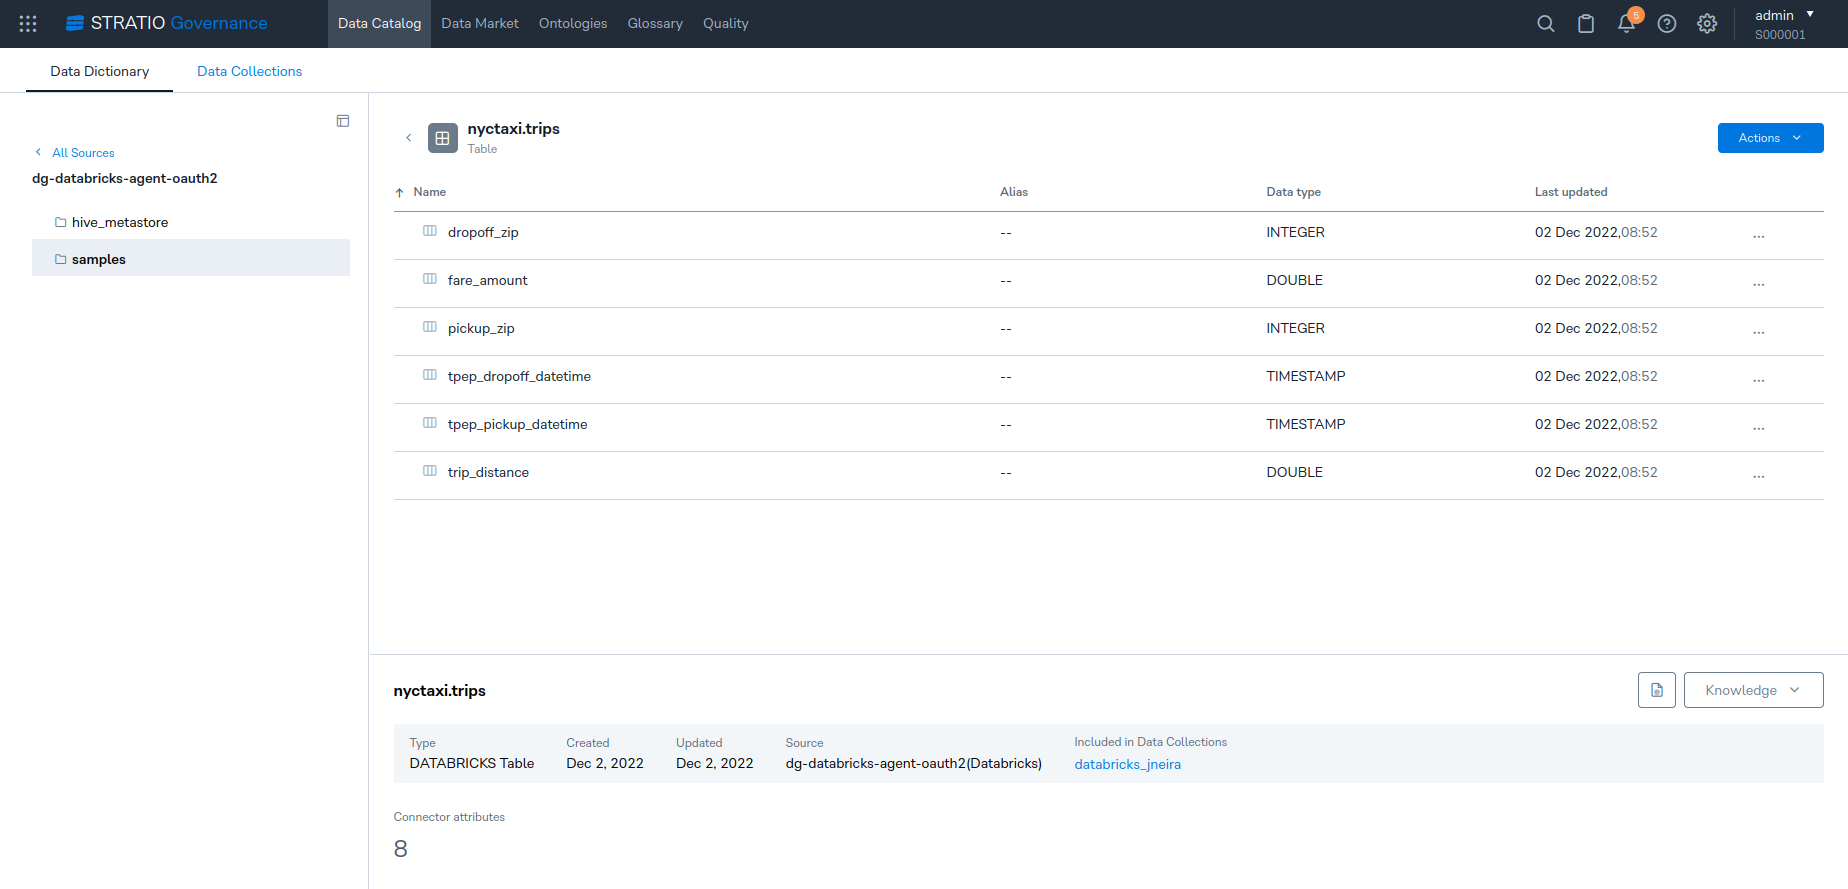 STRATIO Governance
Data Catalog Data Market Ontologies Glossary Quality
5
admin
S000001
Data Dictionary Data Collections
All Sources
dg-databricks-agent-oauth2
hive_metastore
samples
nyctaxi.trips
Table
Actions
Name Alias Data type Last updated
dropoff_zip -- INTEGER 02 Dec 2022,08:52 ...
fare_amount -- DOUBLE 02 Dec 2022,08:52 ...
pickup_zip -- INTEGER 02 Dec 2022,08:52 ...
tpep_dropoff_datetime -- TIMESTAMP 02 Dec 2022,08:52 ...
tpep_pickup_datetime -- TIMESTAMP 02 Dec 2022,08:52 ...
trip_distance -- DOUBLE 02 Dec 2022,08:52 ...
nyctaxi.trips
Knowledge
Type Created Updated Source Included in Data Collections
DATABRICKS Table Dec 2, 2022 Dec 2, 2022 dg-databricks-agent-oauth2(Databricks) databricks_jneira
Connector attributes
8